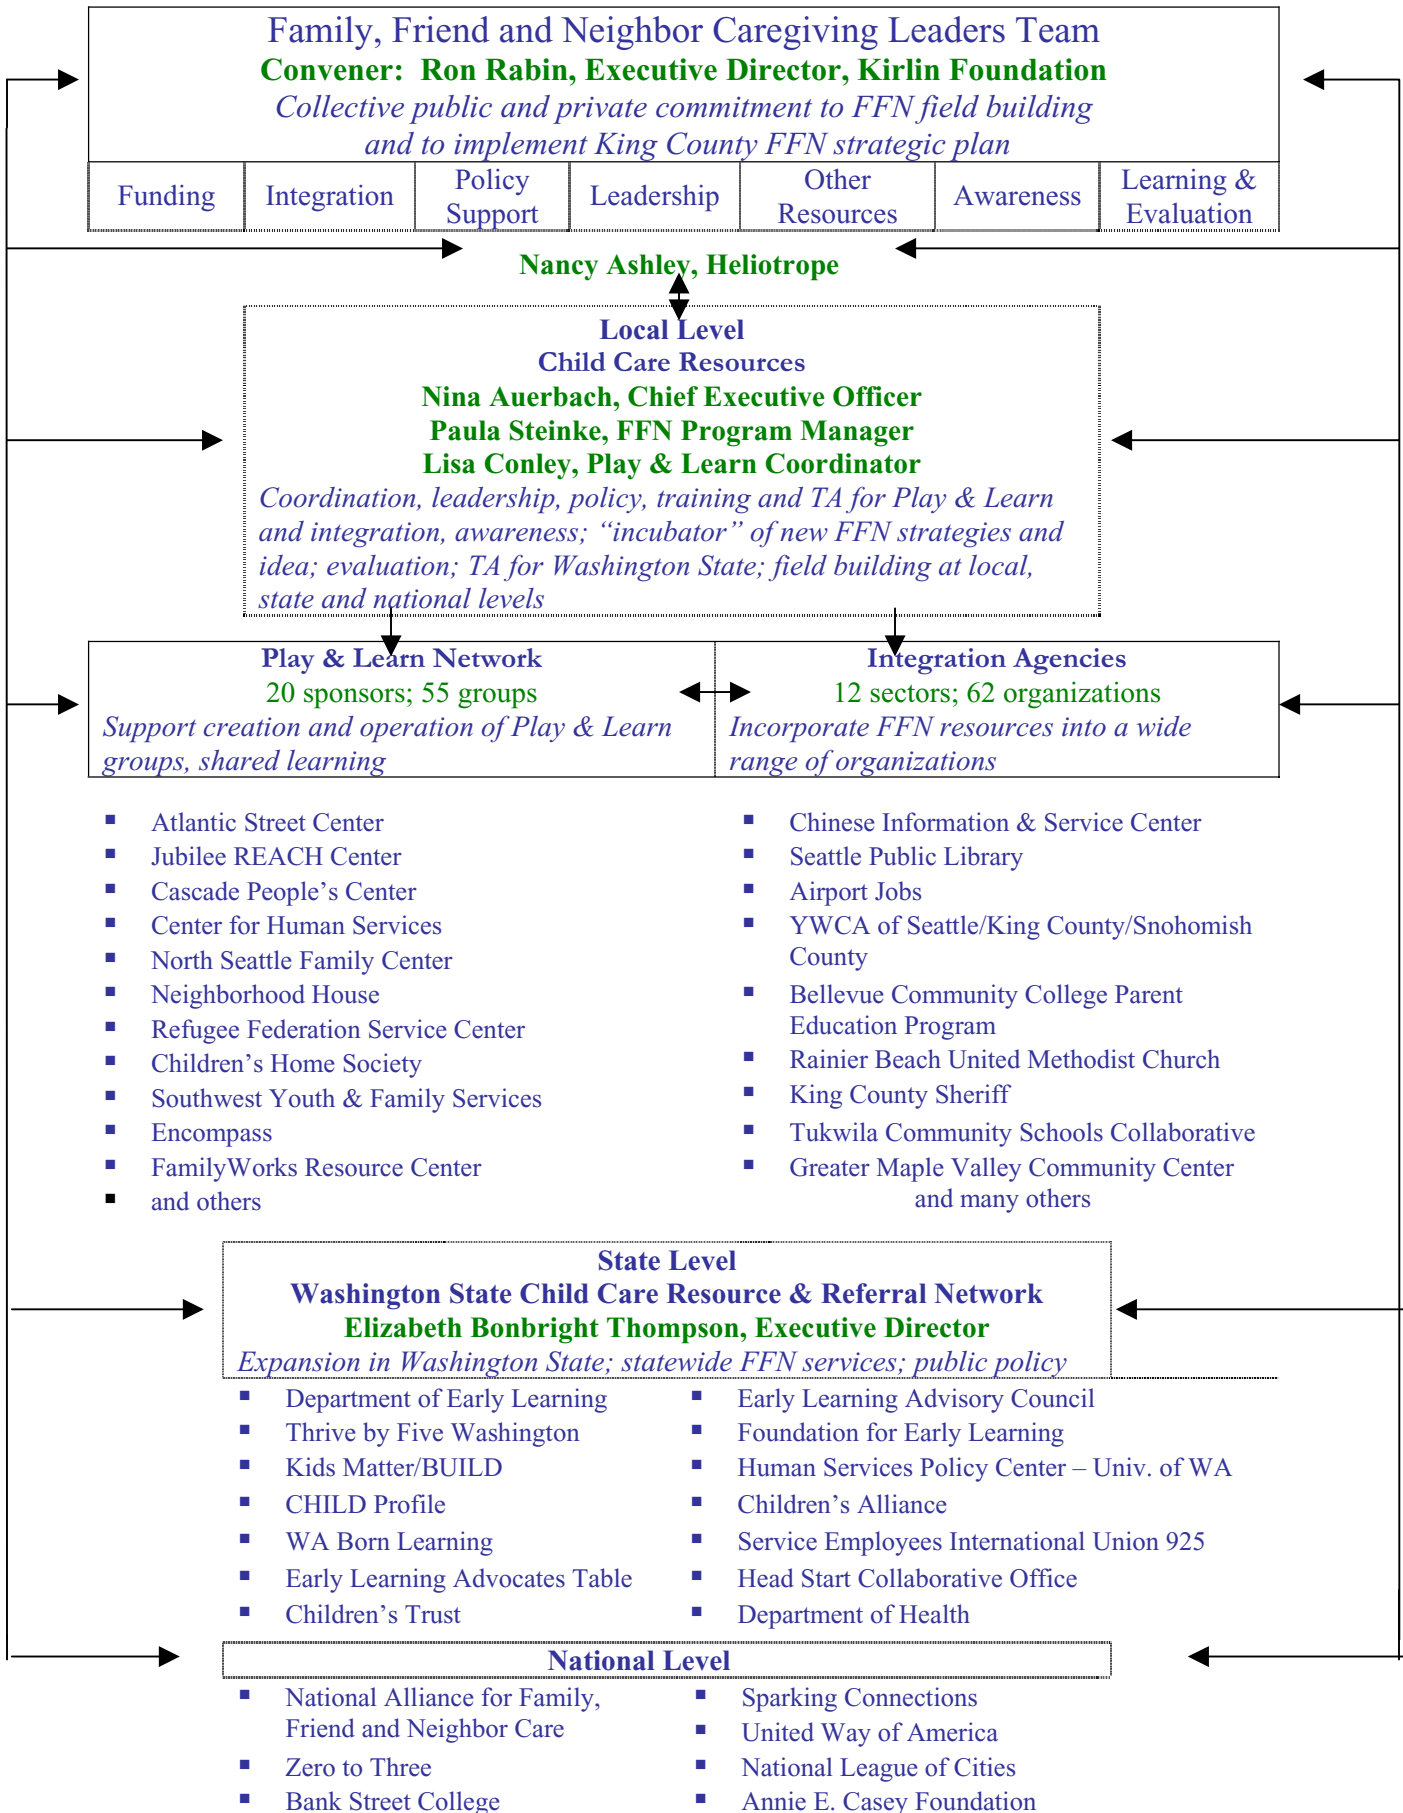 Family, Friend and Neighbor Caregiving Leaders Team
Convener: Ron Rabin, Executive Director, Kirlin Foundation
Collective public and private commitment to FFN field building
and to implement King County FFN strategic plan
Funding
Integration
Policy
Support
Leadership
Other
Resources
Awareness
Learning &
Evaluation
Nancy Ashley, Heliotrope
Local Level
Child Care Resources
Nina Auerbach, Chief Executive Officer
Paula Steinke, FFN Program Manager
Lisa Conley, Play & Learn Coordinator
Coordination, leadership, policy, training and TA for Play & Learn
and integration, awareness; “incubator” of new FFN strategies and
idea; evaluation; TA for Washington State; field building at local,
state and national levels
Play & Learn Network
20 sponsors; 55 groups
Support creation and operation of Play & Learn
groups, shared learning
Integration Agencies
12 sectors; 62 organizations
Incorporate FFN resources into a wide
range of organizations
▪ Atlantic Street Center
▪ Jubilee REACH Center
▪ Cascade People’s Center
▪ Center for Human Services
▪ North Seattle Family Center
▪ Neighborhood House
▪ Refugee Federation Service Center
▪ Children’s Home Society
▪ Southwest Youth & Family Services
▪ Encompass
▪ FamilyWorks Resource Center
▪ and others
▪ Chinese Information & Service Center
▪ Seattle Public Library
▪ Airport Jobs
▪ YWCA of Seattle/King County/Snohomish
County
▪ Bellevue Community College Parent
Education Program
▪ Rainier Beach United Methodist Church
▪ King County Sheriff
▪ Tukwila Community Schools Collaborative
▪ Greater Maple Valley Community Center
and many others
State Level
Washington State Child Care Resource & Referral Network
Elizabeth Bonbright Thompson, Executive Director
Expansion in Washington State; statewide FFN services; public policy
▪ Department of Early Learning
▪ Thrive by Five Washington
▪ Kids Matter/BUILD
▪ CHILD Profile
▪ WA Born Learning
▪ Early Learning Advocates Table
▪ Children’s Trust
▪ Early Learning Advisory Council
▪ Foundation for Early Learning
▪ Human Services Policy Center – Univ. of WA
▪ Children’s Alliance
▪ Service Employees International Union 925
▪ Head Start Collaborative Office
▪ Department of Health
National Level
▪ National Alliance for Family,
Friend and Neighbor Care
▪ Zero to Three
▪ Bank Street College
▪ Sparking Connections
▪ United Way of America
▪ National League of Cities
▪ Annie E. Casey Foundation